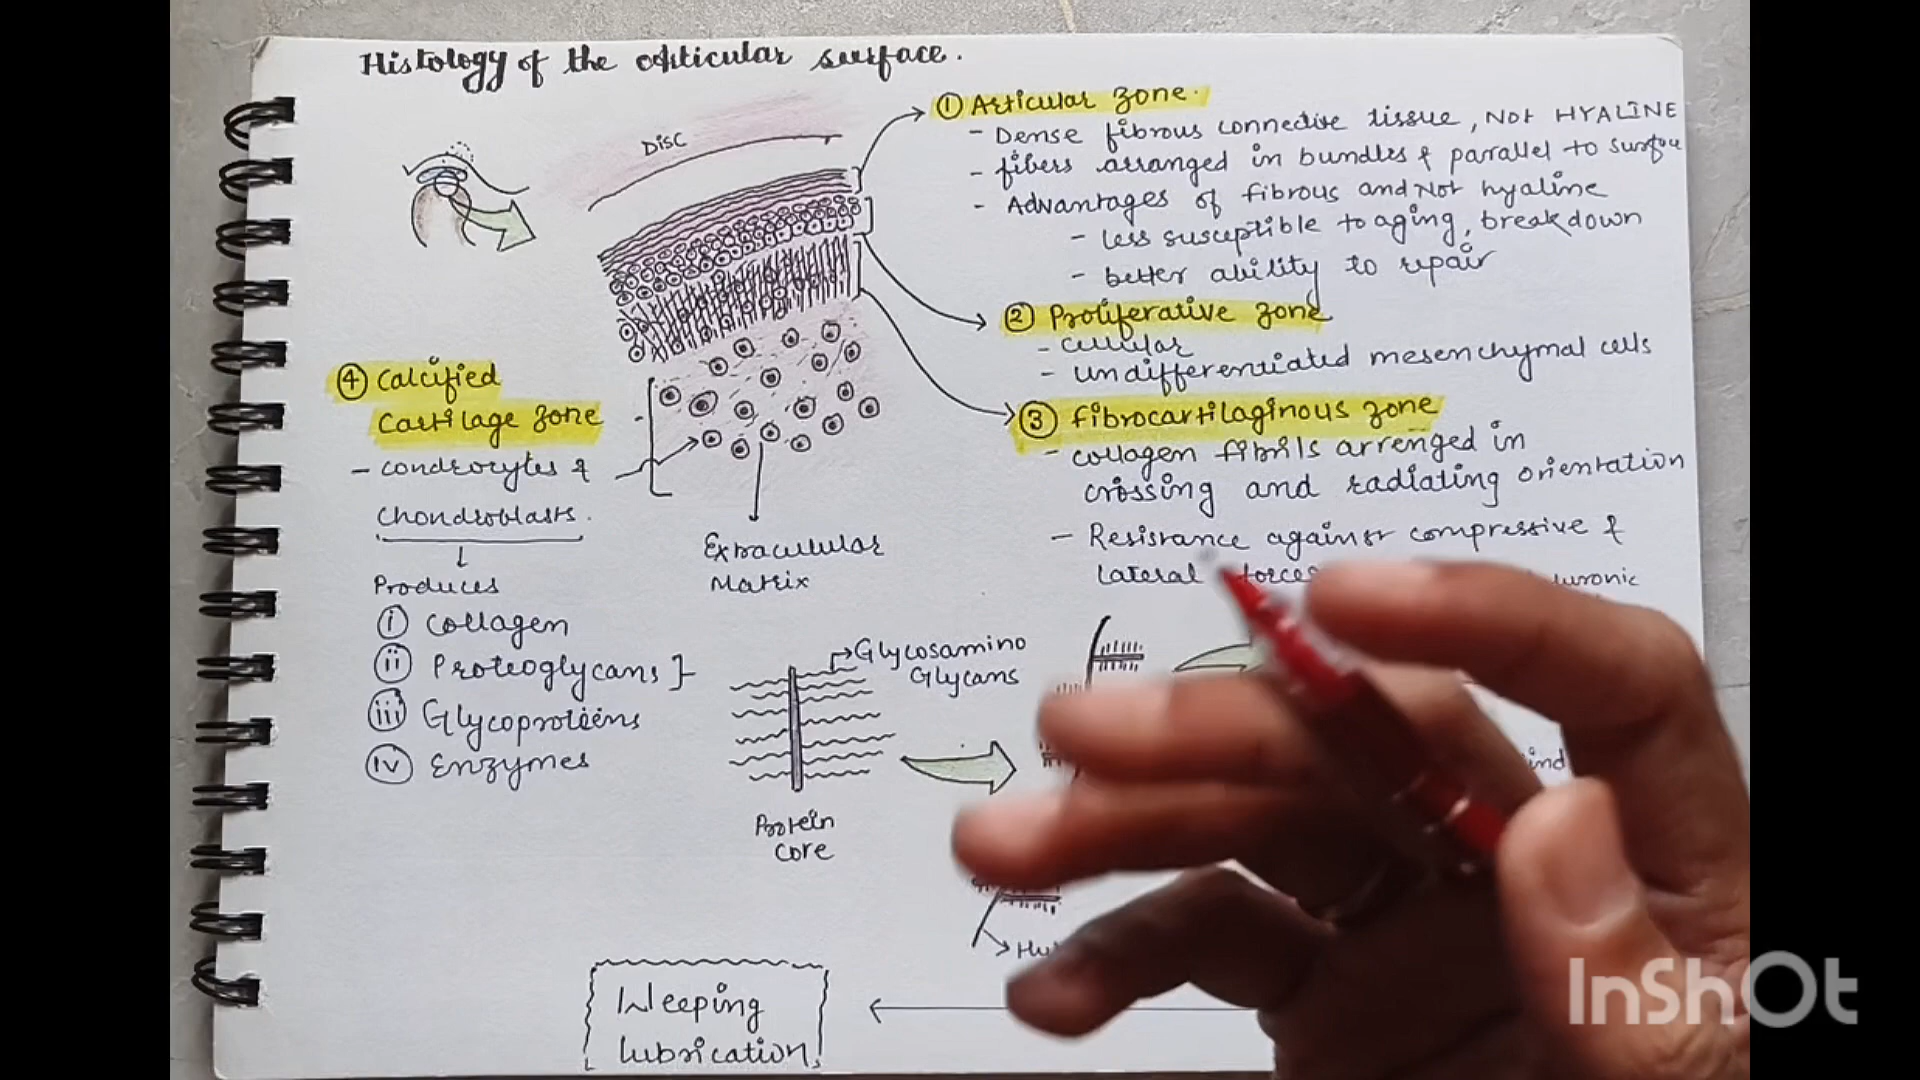 Histology of the Articular surface.
Disc
① Articular zone.
- Dense fibrous connective tissue, NOT HYALINE
- fibers arranged in bundles & parallel to surface
- Advantages of fibrous and Not hyaline
- less susceptible to aging, breakdown
- better ability to repair
② Proliferative zone
- cellular
- undifferentiated mesenchymal cells
③ fibrocartilaginous zone
- collagen fibrils arrenged in
crossing and radiating orientation
- Resistance against compressive &
lateral forces
④ Calcified
Cartilage zone
- condrocytes &
Chondroblasts.
Produces
i Collagen
ii Proteoglycans]
iii Glycoproteins
iv Enzymes
Extracellular
Matrix
Glycosamino
Glycans
Protein
core
Weeping
lubrication
InShOt